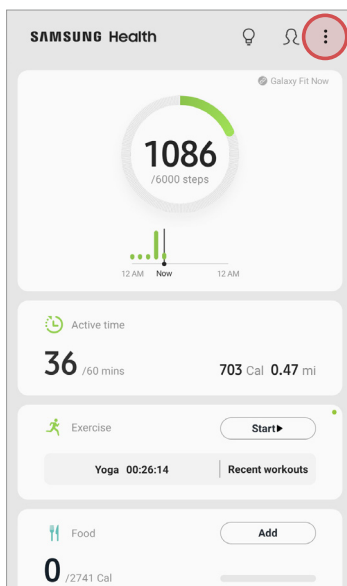 SAMSUNG Health
Galaxy Fit Now
1086
/6000 steps
12 AM Now 12 AM
Active time
36 /60 mins 703 Cal 0.47 mi
Exercise Start
Yoga 00:26:14 Recent workouts
Food Add
0 /2741 Cal